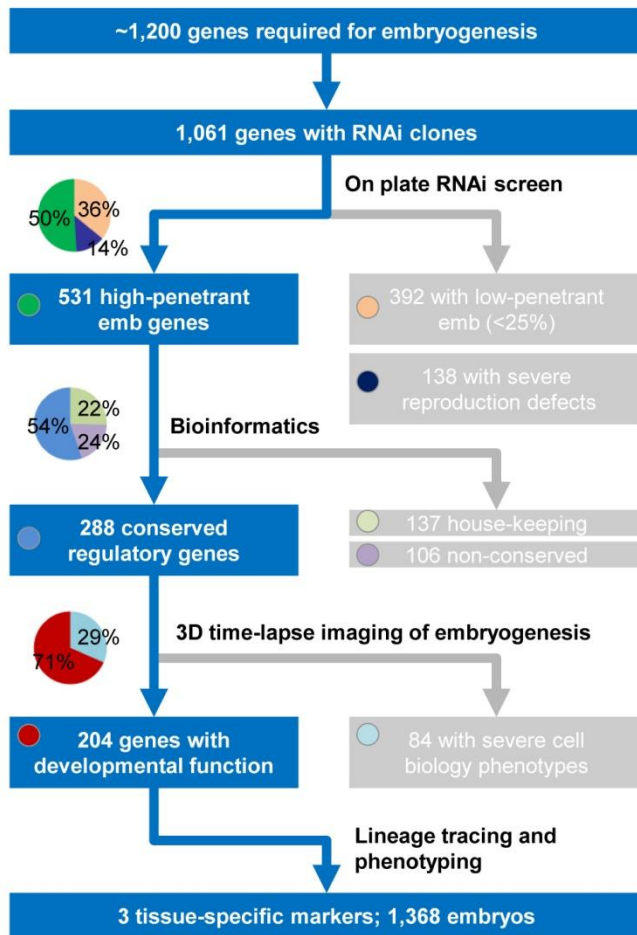 ~1,200 genes required for embryogenesis
1,061 genes with RNAi clones
On plate RNAi screen
50%
36%
14%
531 high-penetrant
emb genes
392 with low-penetrant
emb (<25%)
138 with severe
reproduction defects
54%
22%
24%
Bioinformatics
288 conserved
regulatory genes
137 house-keeping
106 non-conserved
71%
29%
3D time-lapse imaging of embryogenesis
204 genes with
developmental function
84 with severe cell
biology phenotypes
Lineage tracing and
phenotyping
3 tissue-specific markers; 1,368 embryos